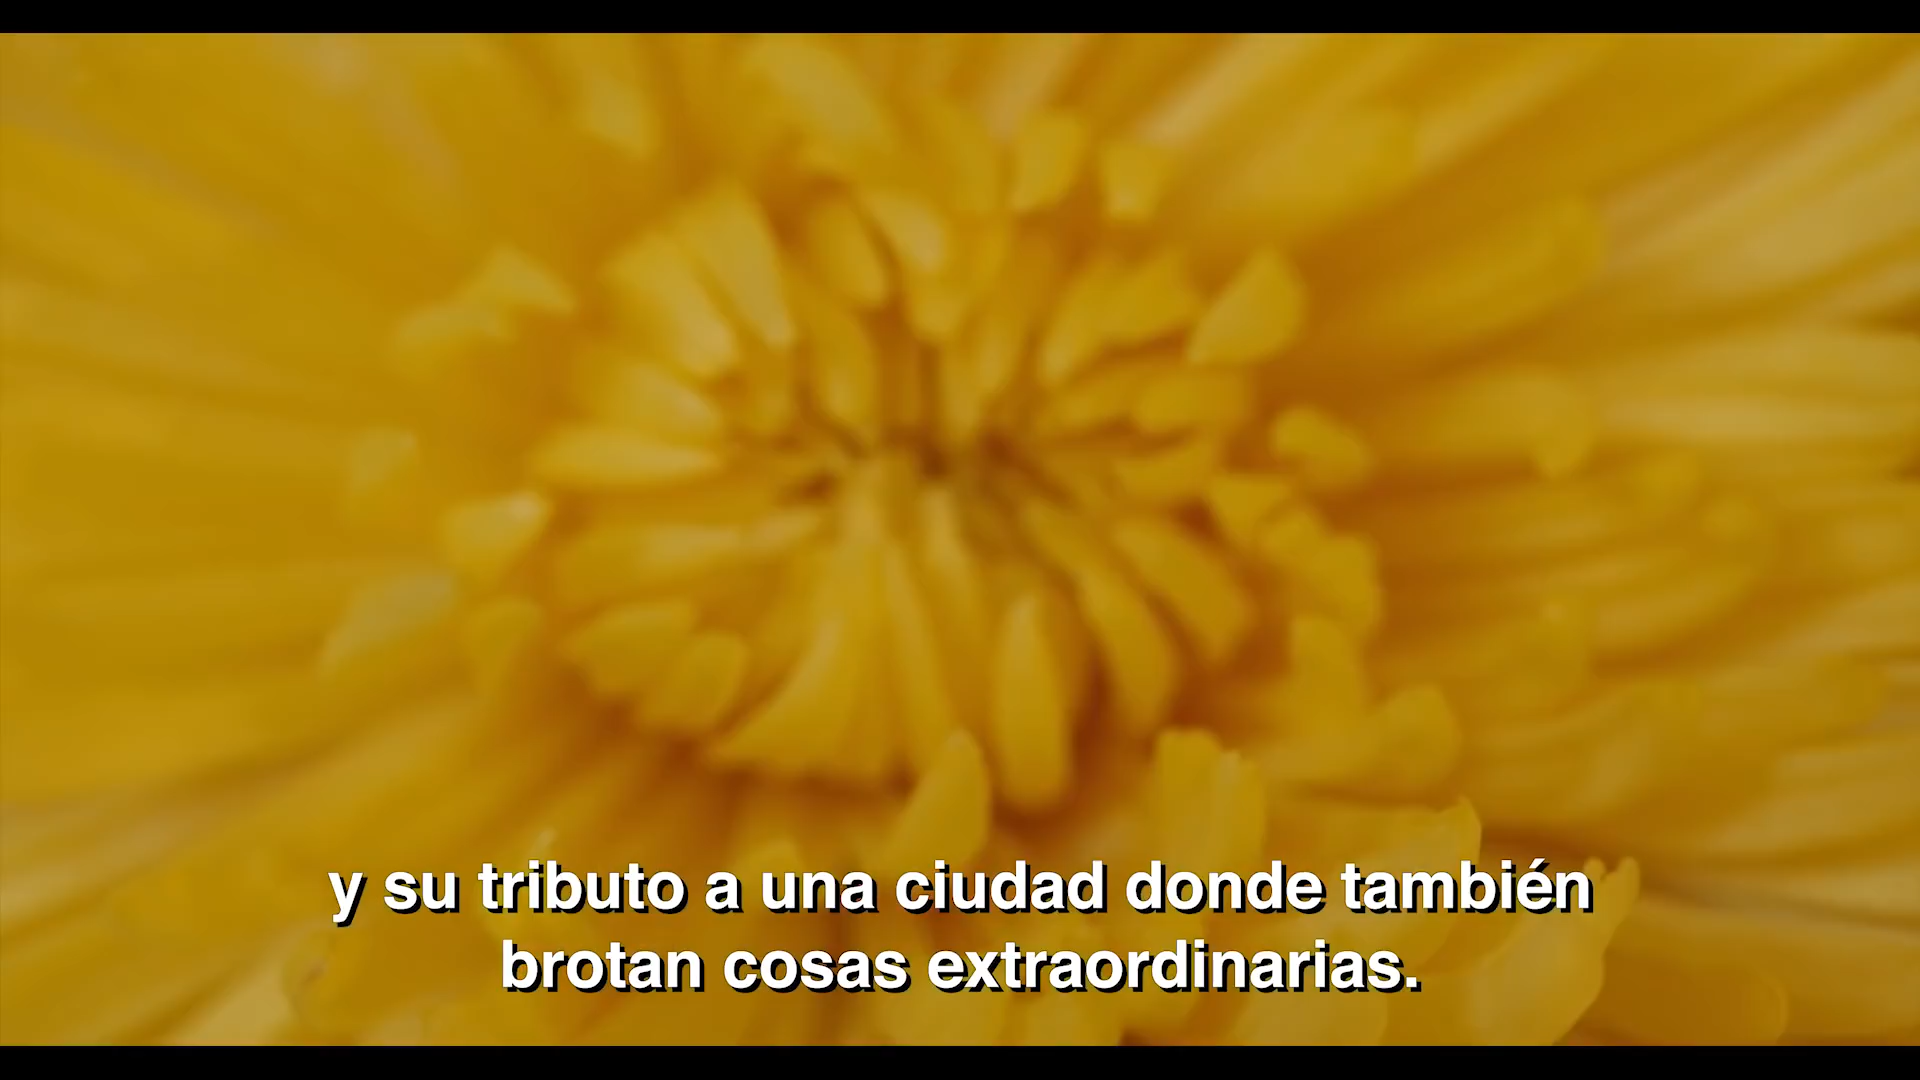 y su tributo a una ciudad donde también
brotan cosas extraordinarias.